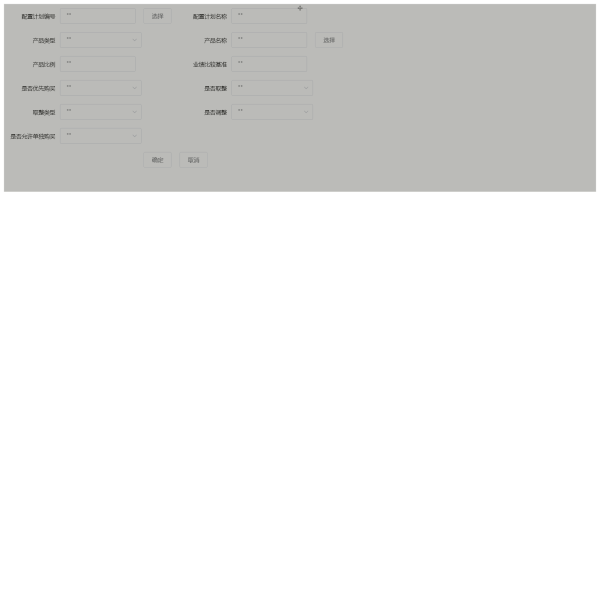 配置计划编号 "" 选择 配置计划名称 ""
产品类型 "" 产品名称 "" 选择
产品比例 "" 业绩比较基准 ""
是否优先购买 "" 是否取整 ""
取整类型 "" 是否调整 ""
是否允许单独购买 ""
确定 取消